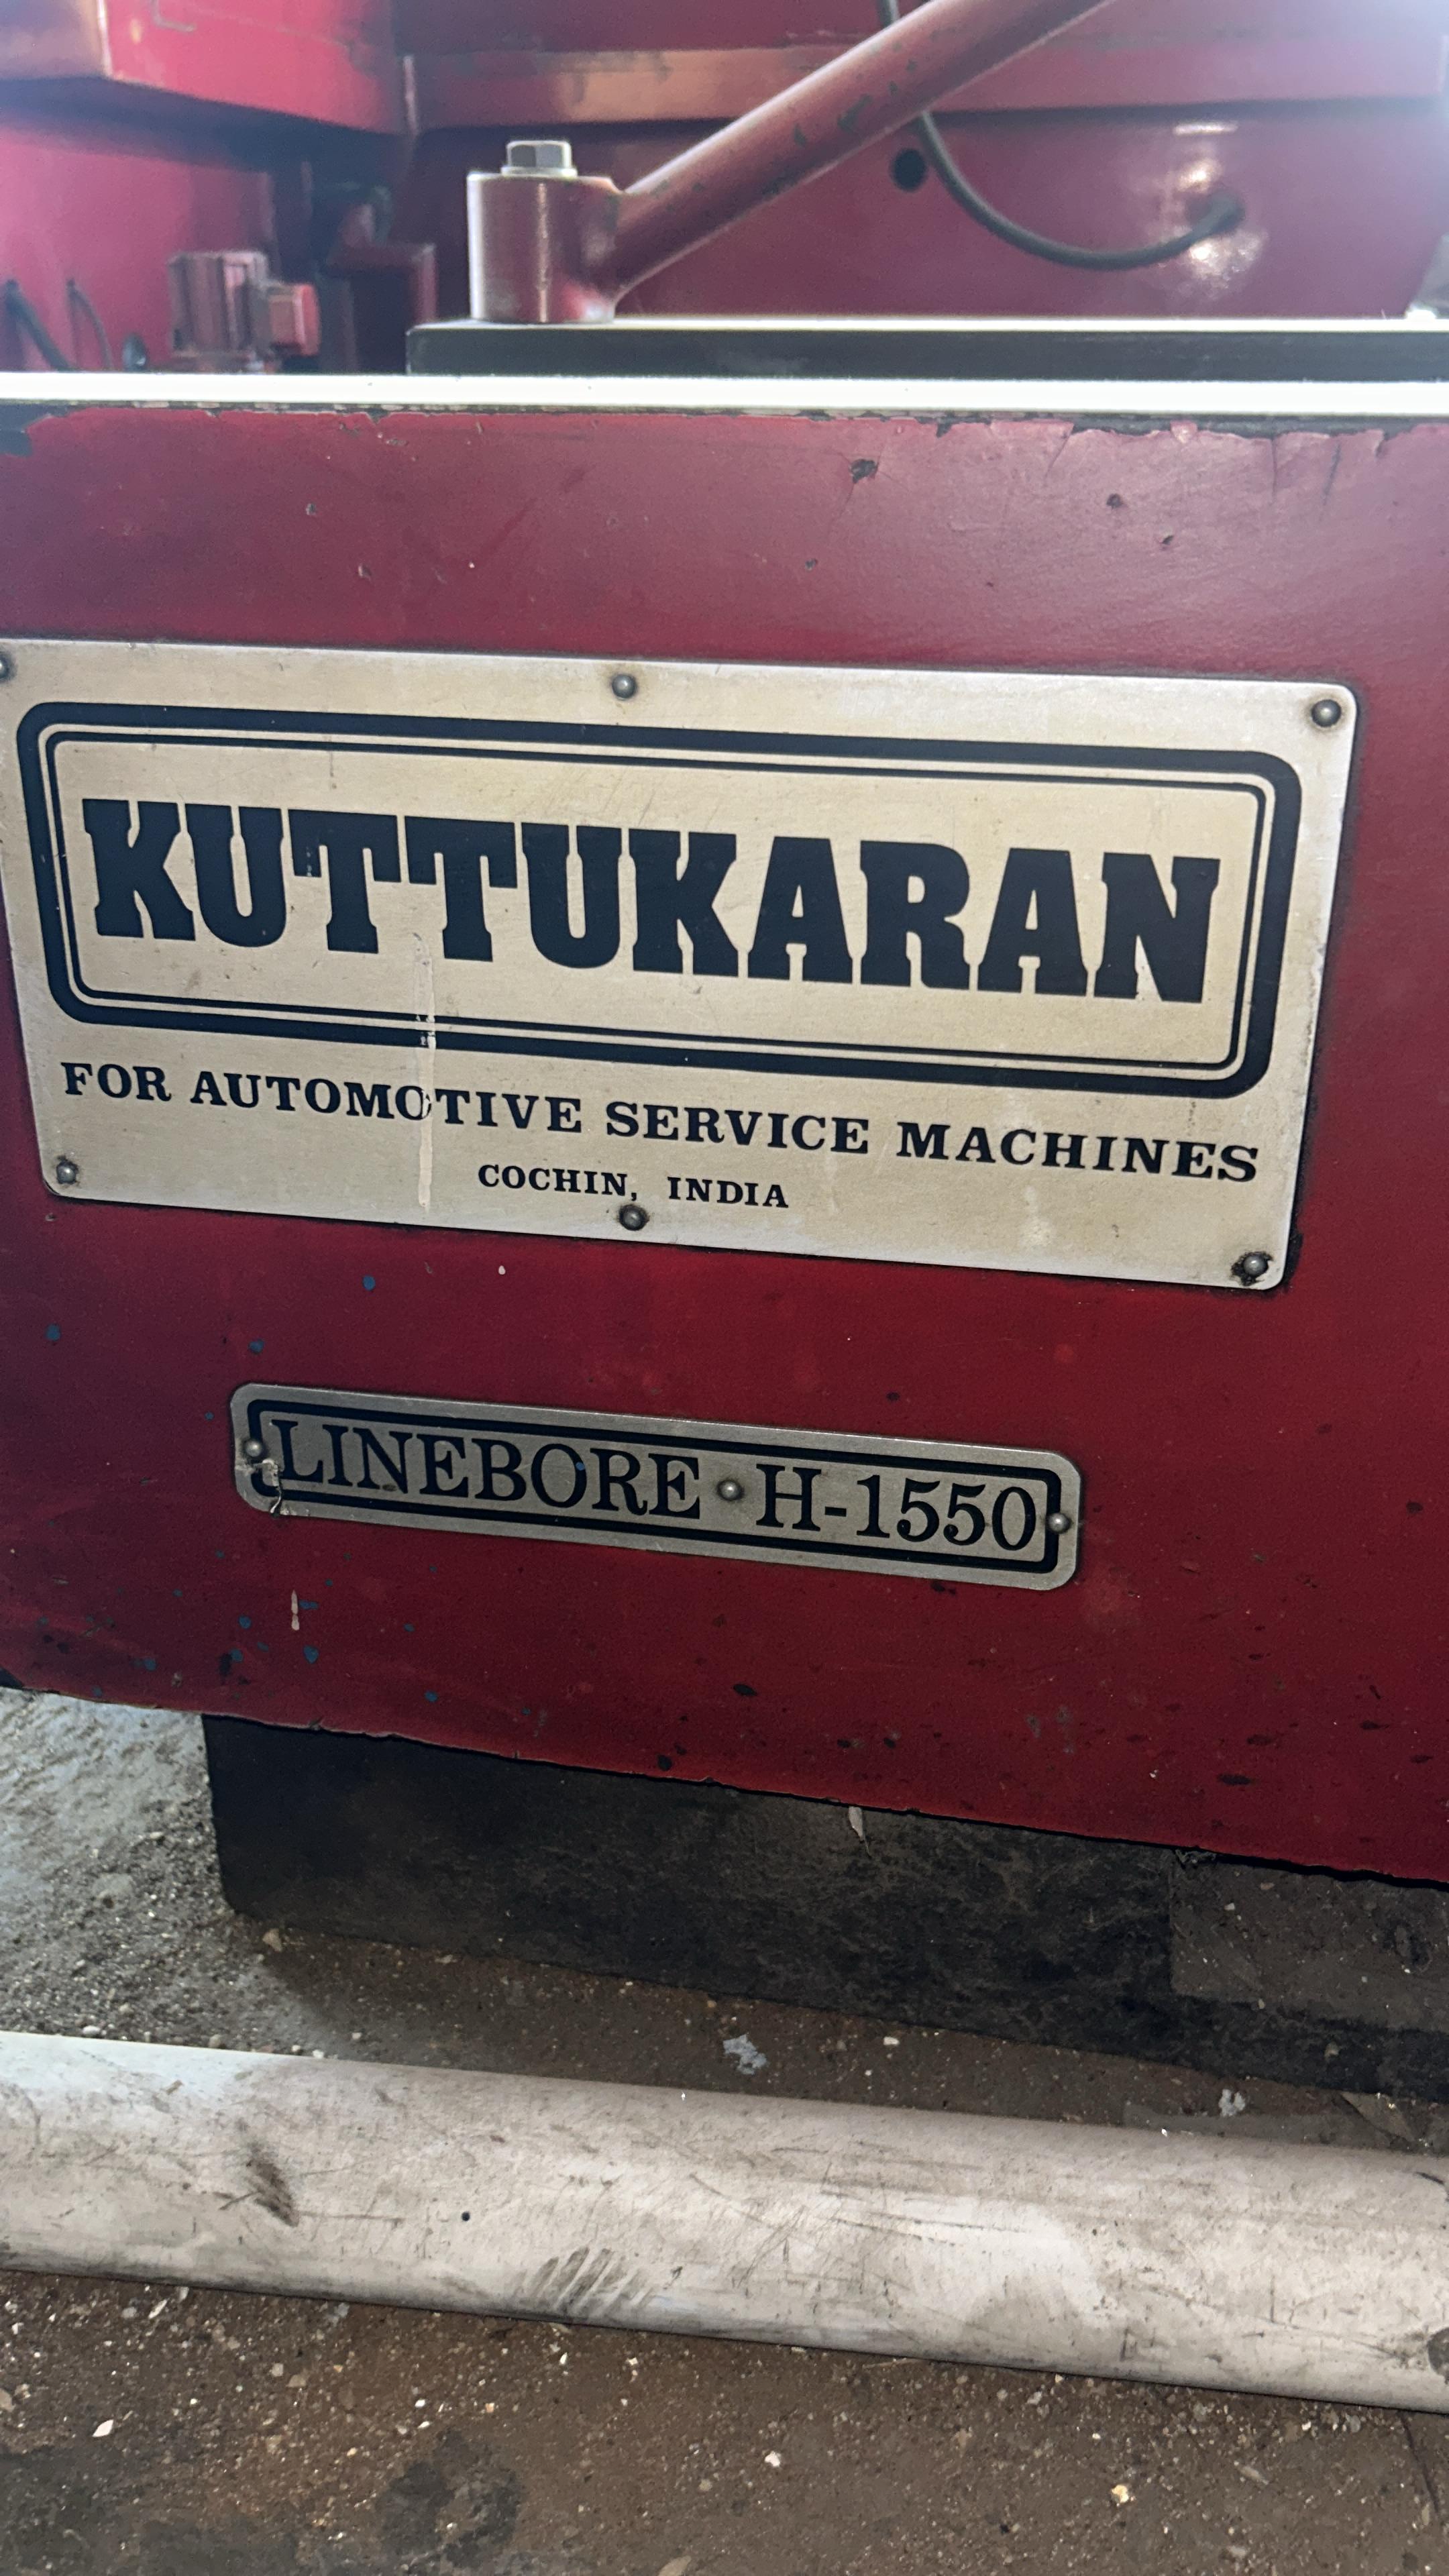 KUTTUKARAN
FOR AUTOMOTIVE SERVICE MACHINES
COCHIN, INDIA
LINEBORE H-1550